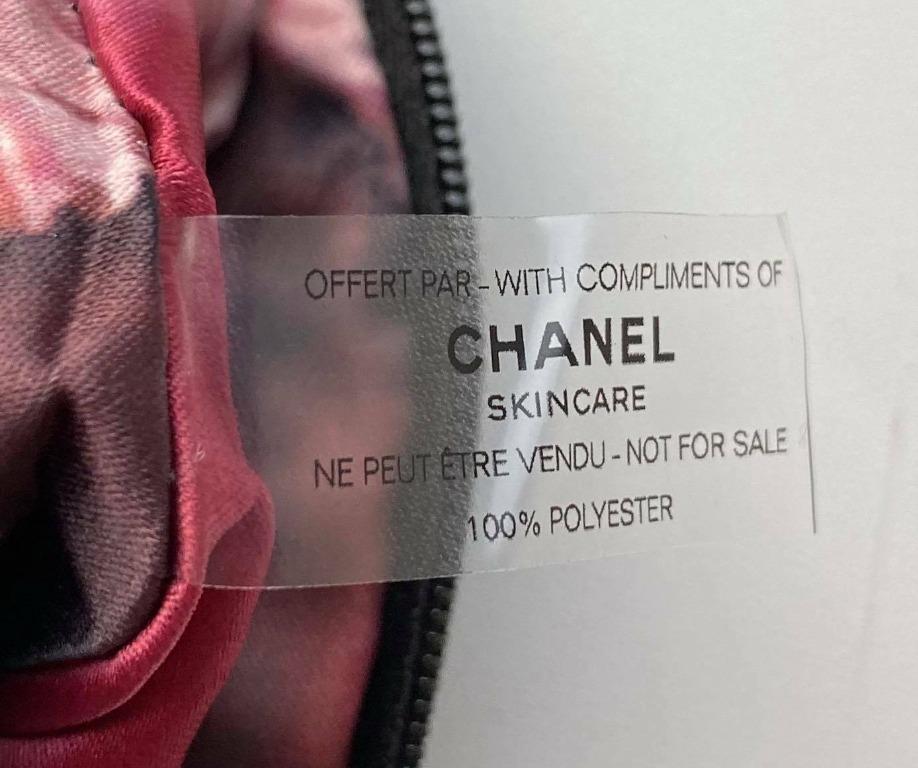 OFFERT PAR - WITH COMPLIMENTS OF
CHANEL
SKINCARE
NE PEUT ÊTRE VENDU - NOT FOR SALE
100% POLYESTER